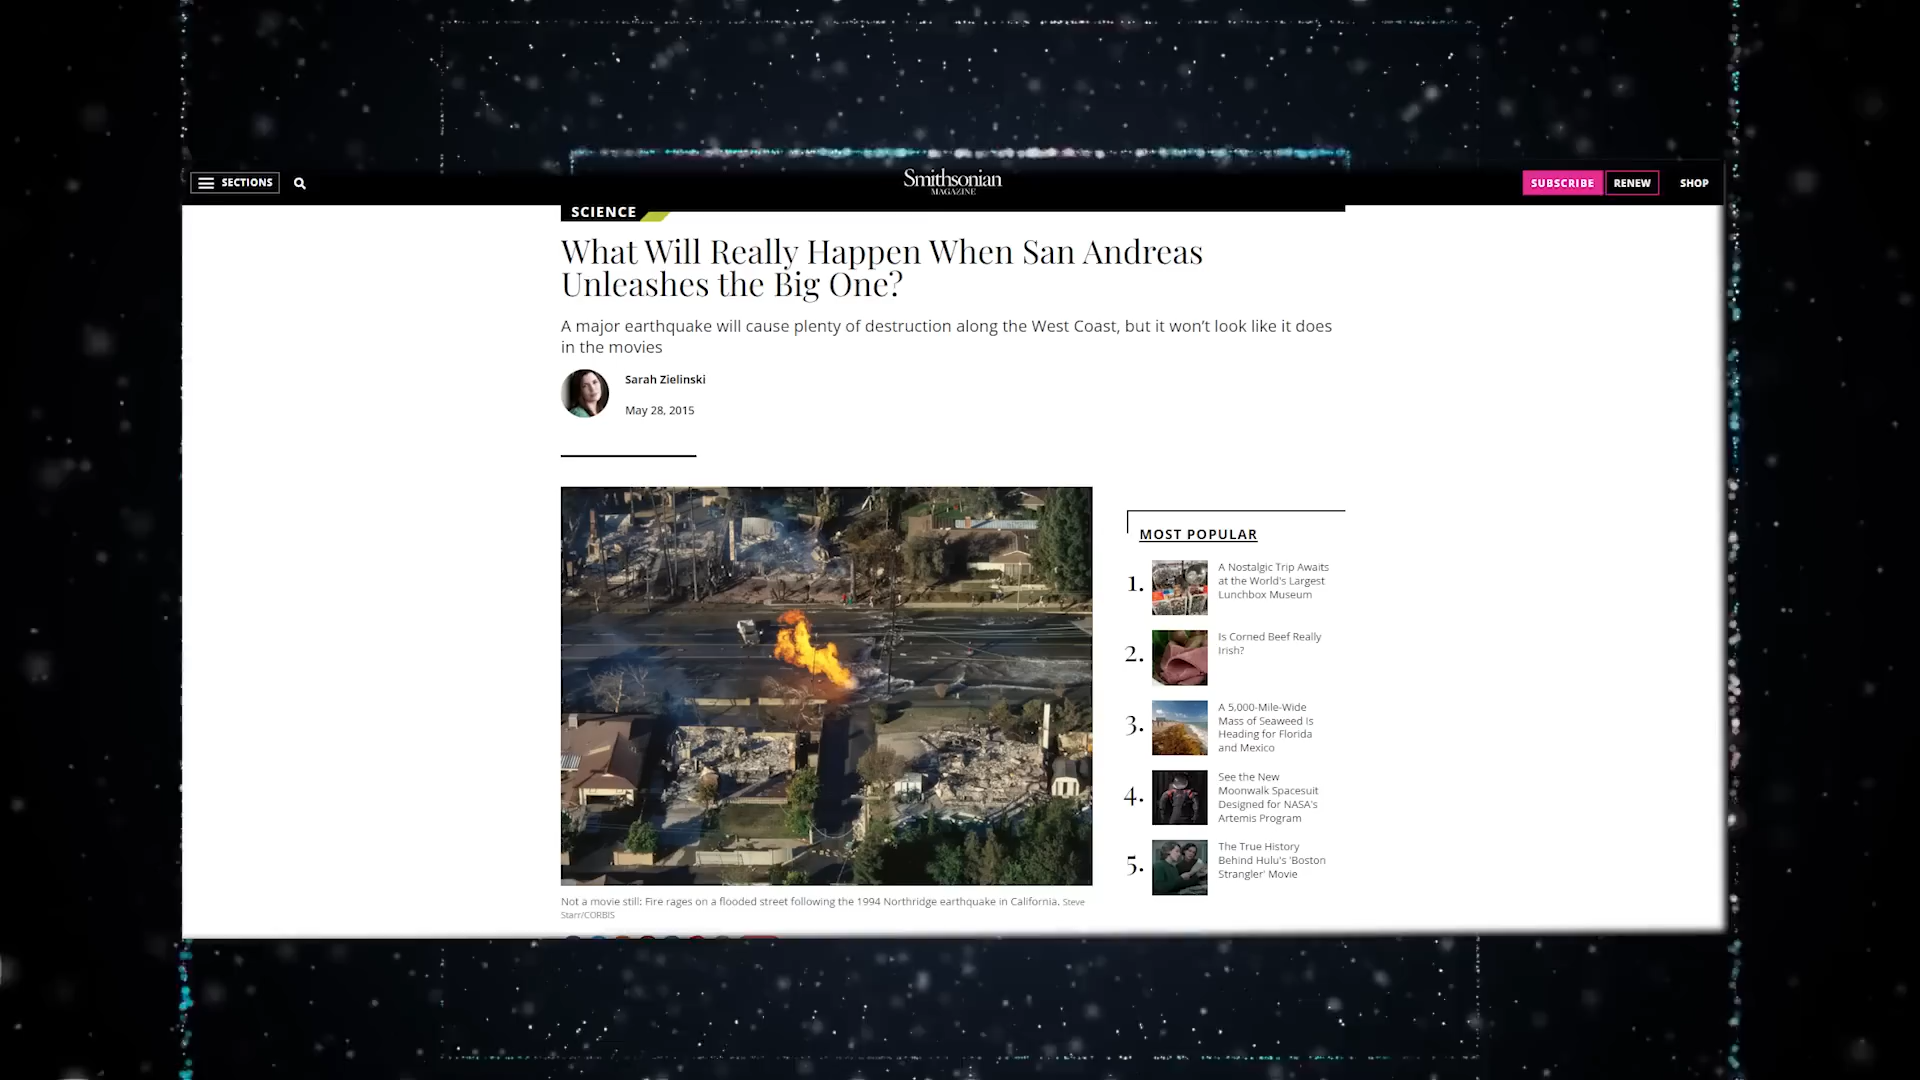 SECTIONS
Smithsonian
MAGAZINE
SUBSCRIBE
RENEW
SHOP
SCIENCE
What Will Really Happen When San Andreas
Unleashes the Big One?
A major earthquake will cause plenty of destruction along the West Coast, but it won’t look like it does
in the movies
Sarah Zielinski
May 28, 2015
MOST POPULAR
1.
A Nostalgic Trip Awaits
at the World's Largest
Lunchbox Museum
2.
Is Corned Beef Really
Irish?
3.
A 5,000-Mile-Wide
Mass of Seaweed Is
Heading for Florida
and Mexico
4.
See the New
Moonwalk Spacesuit
Designed for NASA's
Artemis Program
5.
The True History
Behind Hulu's 'Boston
Strangler' Movie
Not a movie still: Fire rages on a flooded street following the 1994 Northridge earthquake in California. Steve
Starr/CORBIS